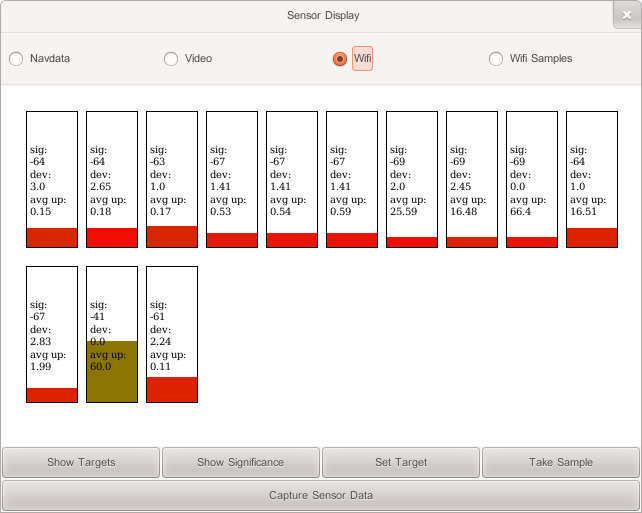 Sensor Display
Navdata Video Wifi Wifi Samples
sig: sig: sig: sig: sig: sig: sig: sig: sig: sig:
-64 -64 -63 -67 -67 -67 -69 -69 -69 -64
dev: dev: dev: dev: dev: dev: dev: dev: dev: dev:
3.0 2.65 1.0 1.41 1.41 1.41 2.0 2.45 0.0 1.0
avg up: avg up: avg up: avg up: avg up: avg up: avg up: avg up: avg up: avg up:
0.15 0.18 0.17 0.53 0.54 0.59 25.59 16.48 66.4 16.51
sig: sig: sig:
-67 -41 -61
dev: dev: dev:
2.83 0.0 2.24
avg up: avg up: avg up:
1.99 60.0 0.11
Show Targets Show Significance Set Target Take Sample
Capture Sensor Data